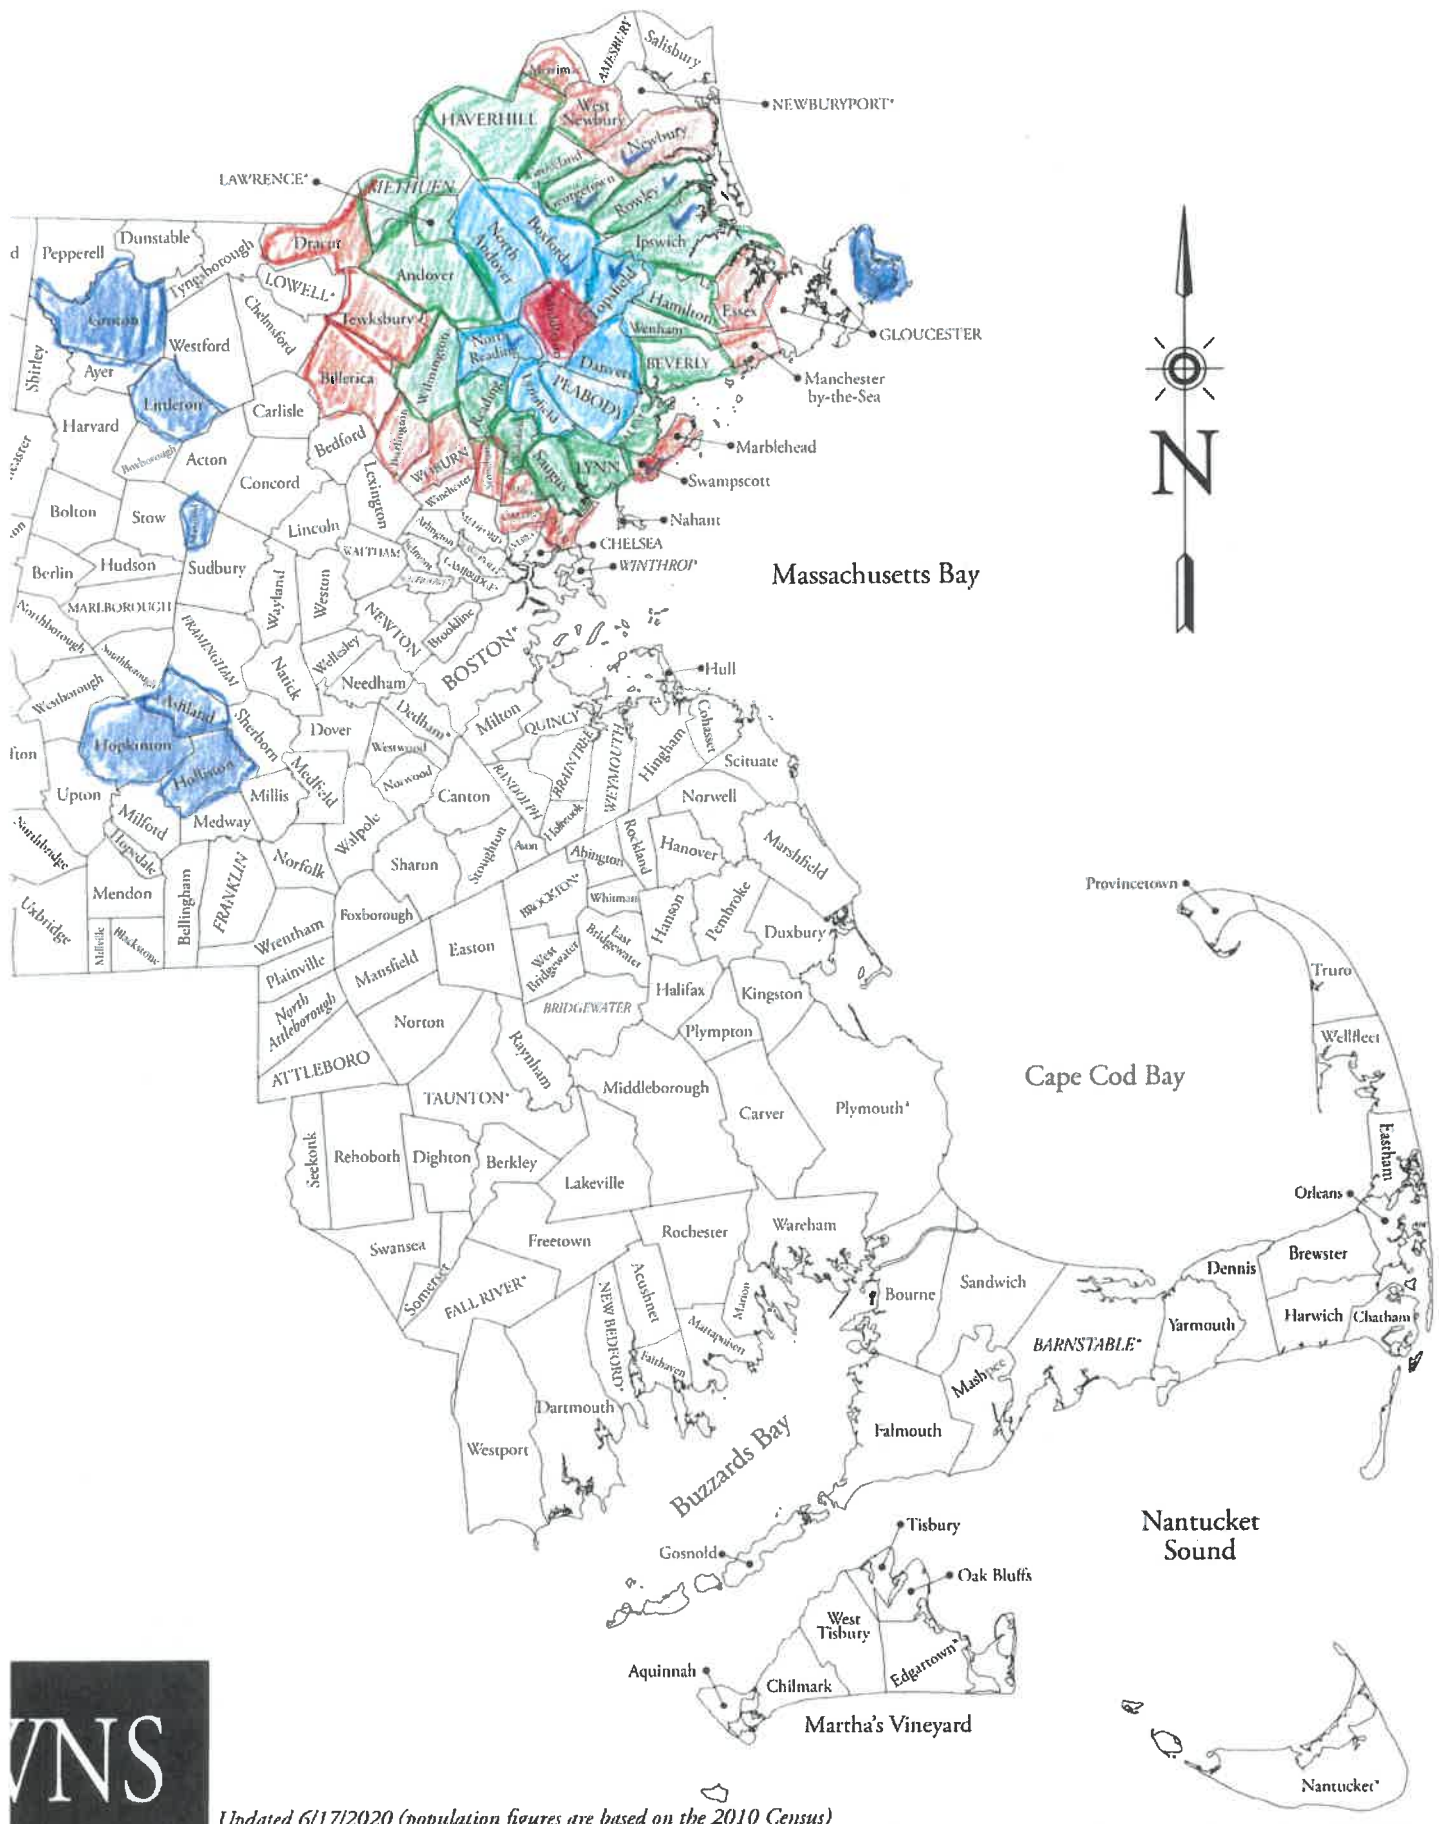 AMESBURY*
Salisbury
NEWBURYPORT*
HAVERHILL
West
Newbury
Newbury
LAWRENCE*
METHUEN
Georgetown
Rowley
Ipswich
Pepperell
Dunstable
Tyngsborough
Dracut
LOWELL*
Andover
North
Andover
Boxford
Topsfield
Hamilton
Essex
Wenham
GLOUCESTER
Groton
Westford
Chelmsford
Tewksbury
Wilmington
North
Reading
Danvers
BEVERLY
Manchester
by-the-Sea
Shirley
Ayer
Littleton
Billerica
Reading
PEABODY
Carlisle
Harvard
Boxborough
Acton
Bedford
Burlington
WOBURN
Marblehead
Swampscott
Saugus
LYNN
Winchester
Lexington
Concord
Bolton
Stow
Lincoln
Arlington
Nahant
CHELSEA
WINTHROP*
WALTHAM
Berlin
Hudson
Sudbury
Wayland
Weston
Massachusetts Bay
N
MARLBOROUGH
Northborough
Southborough
FRAMINGHAM
Natick
Wellesley
NEWTON
Brookline
BOSTON*
Needham
Hull
Westborough
Ashland
Hopkinton
Holliston
Sherborn
Dover
Dedham*
Westwood
Norwood
Milton
QUINCY*
BRAINTREE
WEYMOUTH
Hingham
Cohasset
Scituate
Upton
Milford
Hopedale
Medway
Millis
Medfield
Walpole
Canton
RANDOLPH
Holbrook
Norwell
Northbridge
Mendon
Bellingham
FRANKLIN
Norfolk
Sharon
Stoughton
Avon
Abington
Rockland
Hanover
Marshfield
Uxbridge
Millville
Blackstone
Wrentham
Foxborough
Easton
BROCKTON*
Whitman
Hanson
Pembroke
Duxbury
West
Bridgewater
East
Bridgewater
Provincetown
Truro
Wellfleet
Plainville
Mansfield
North
Attleborough
Norton
BRIDGEWATER
Halifax
Kingston
Plympton
ATTLEBORO
Raynham
TAUNTON*
Middleborough
Carver
Plymouth*
Cape Cod Bay
Eastham
Orleans
Seekonk
Rehoboth
Dighton
Berkley
Lakeville
Swansea
Somerset
Freetown
Rochester
Wareham
FALL RIVER*
Acushnet
NEW BEDFORD*
Marion
Mattapoisett
Fairhaven
Bourne
Sandwich
Dennis
Brewster
Harwich
Chatham
Yarmouth
BARNSTABLE*
Mashpee
Falmouth
Dartmouth
Westport
Buzzards Bay
Nantucket
Sound
Gosnold
Tisbury
Oak Bluffs
West
Tisbury
Edgartown*
Aquinnah
Chilmark
Martha's Vineyard
Nantucket*
WNS
Updated 6/17/2020 (population figures are based on the 2010 Census)